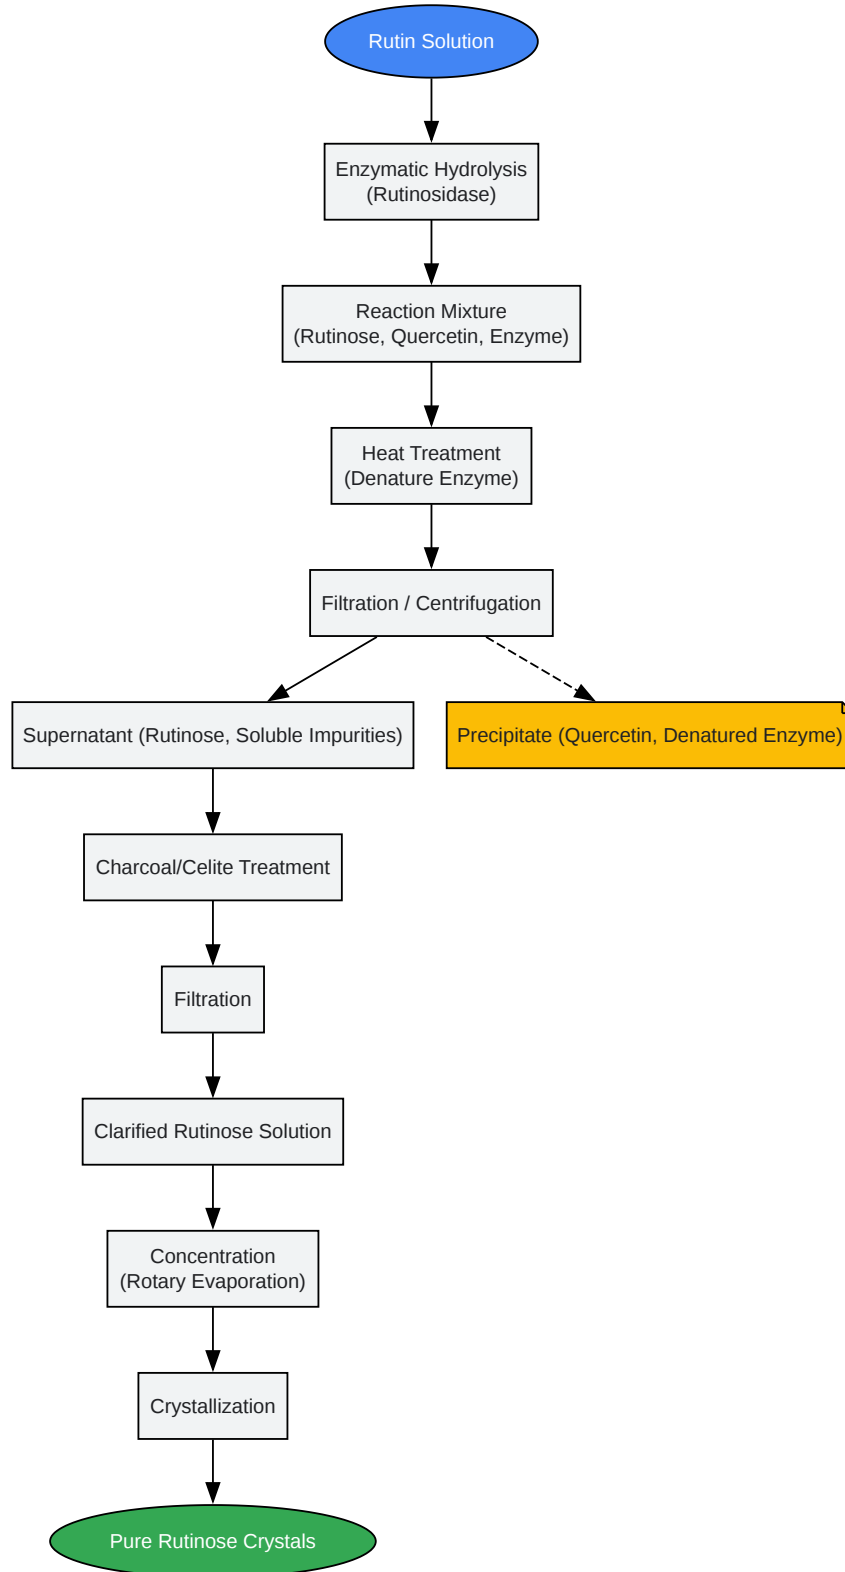 Rutin Solution
Enzymatic Hydrolysis
(Rutinosidase)
Reaction Mixture
(Rutinose, Quercetin, Enzyme)
Heat Treatment
(Denature Enzyme)
Filtration / Centrifugation
Supernatant (Rutinose, Soluble Impurities)
Precipitate (Quercetin, Denatured Enzyme)
Charcoal/Celite Treatment
Filtration
Clarified Rutinose Solution
Concentration
(Rotary Evaporation)
Crystallization
Pure Rutinose Crystals